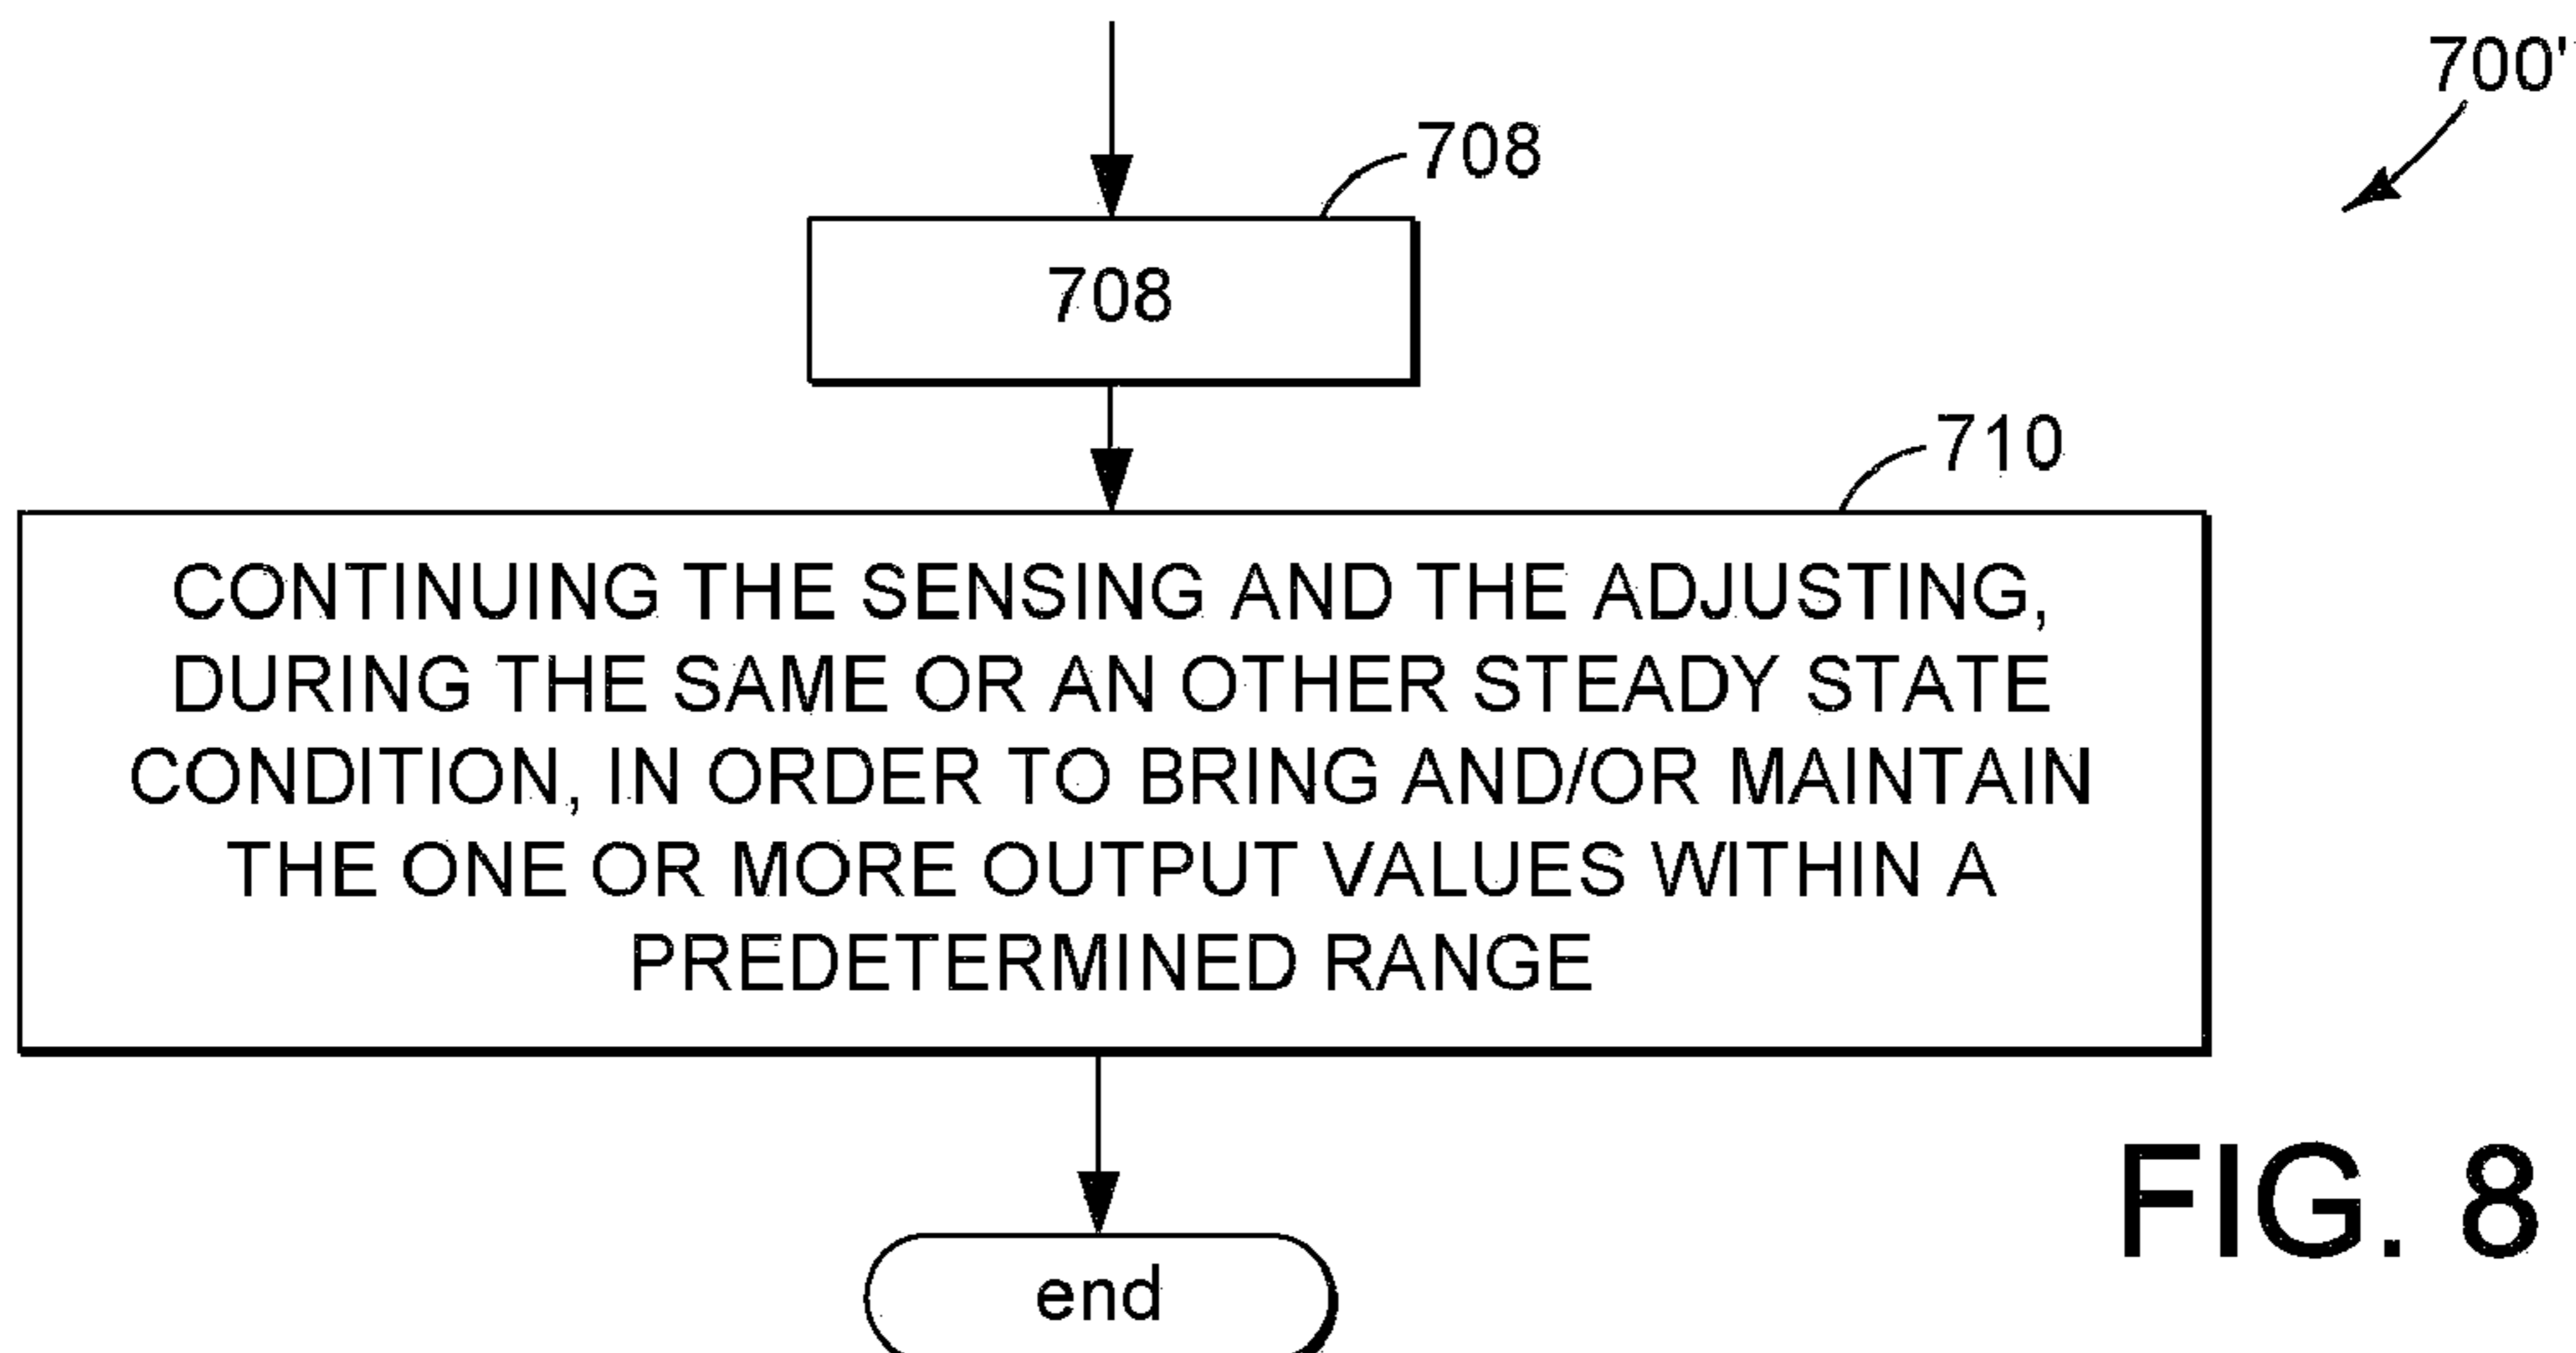 700'
708
708
710
CONTINUING THE SENSING AND THE ADJUSTING,
DURING THE SAME OR AN OTHER STEADY STATE
CONDITION, IN ORDER TO BRING AND/OR MAINTAIN
THE ONE OR MORE OUTPUT VALUES WITHIN A
PREDETERMINED RANGE
FIG. 8
end